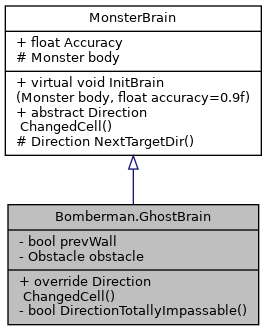 MonsterBrain
+ float Accuracy
# Monster body
+ virtual void InitBrain
(Monster body, float accuracy=0.9f)
+ abstract Direction
ChangedCell()
# Direction NextTargetDir()
Bomberman.GhostBrain
- bool prevWall
- Obstacle obstacle
+ override Direction
ChangedCell()
- bool DirectionTotallyImpassable()